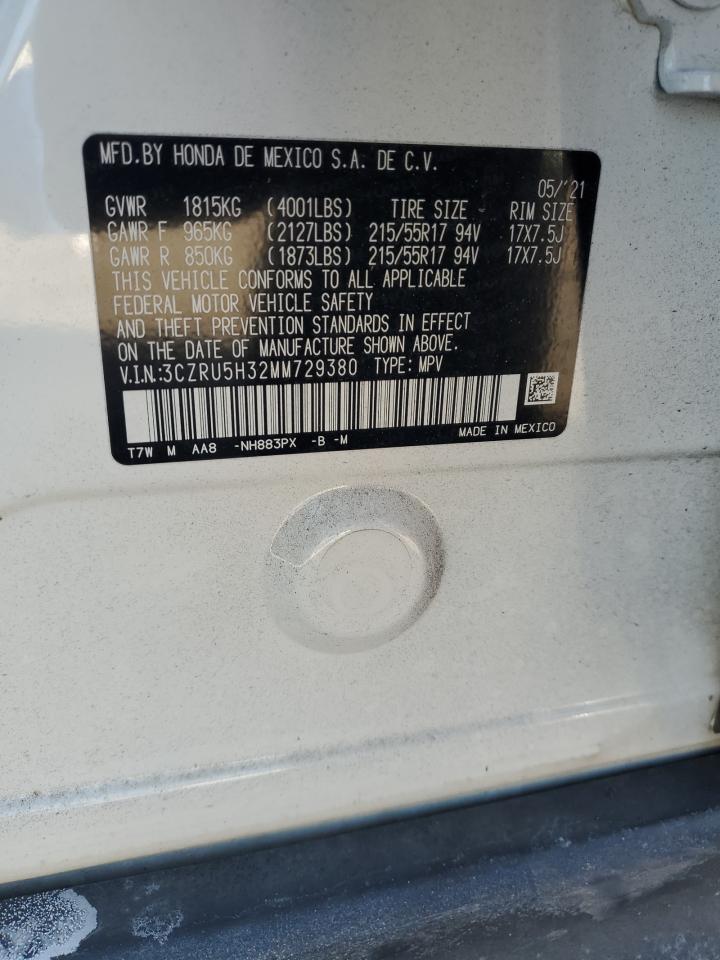 MFD.BY HONDA DE MEXICO S.A. DE C.V.
05/'21
GVWR 1815KG (4001LBS) TIRE SIZE RIM SIZE
GAWR F 965KG (2127LBS) 215/55R17 94V 17X7.5J
GAWR R 850KG (1873LBS) 215/55R17 94V 17X7.5J
THIS VEHICLE CONFORMS TO ALL APPLICABLE
FEDERAL MOTOR VEHICLE SAFETY
AND THEFT PREVENTION STANDARDS IN EFFECT
ON THE DATE OF MANUFACTURE SHOWN ABOVE.
V.I.N.:3CZRU5H32MM729380 TYPE: MPV
T7W M AA8 -NH883PX -B -M MADE IN MEXICO